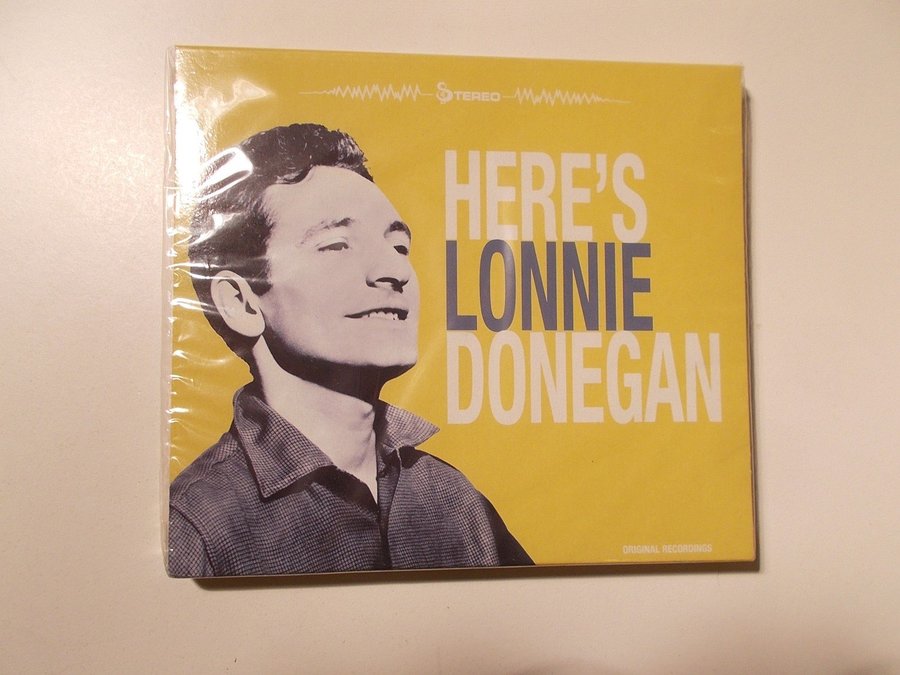 STEREO
HERE'S
LONNIE
DONEGAN
ORIGINAL RECORDINGS